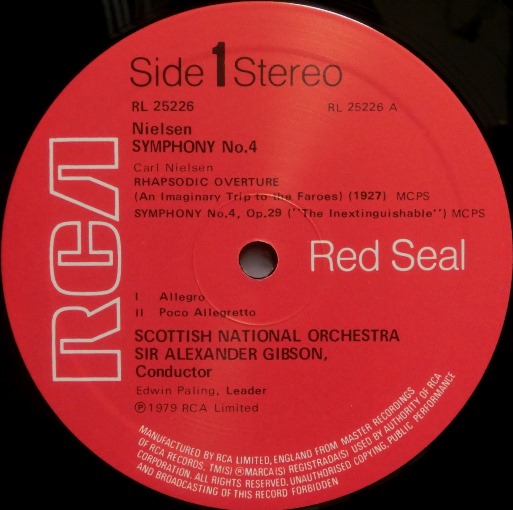 Side 1 Stereo
RL 25226
RL 25226 A
Nielsen
SYMPHONY No.4
Carl Nielsen
RHAPSODIC OVERTURE
(An Imaginary Trip to the Faroes) (1927) MCPS
SYMPHONY No.4, Op.29 ("The Inextinguishable") MCPS
RCA
Red Seal
I Allegro
II Poco Allegretto
SCOTTISH NATIONAL ORCHESTRA
SIR ALEXANDER GIBSON,
Conductor
Edwin Paling, Leader
℗1979 RCA Limited
MANUFACTURED BY RCA LIMITED, ENGLAND FROM MASTER RECORDINGS
OF RCA RECORDS. TM(S) ® MARCA(S) REGISTRADA(S) USED BY AUTHORITY OF RCA
CORPORATION. ALL RIGHTS RESERVED. UNAUTHORISED COPYING, PUBLIC PERFORMANCE
AND BROADCASTING OF THIS RECORD FORBIDDEN